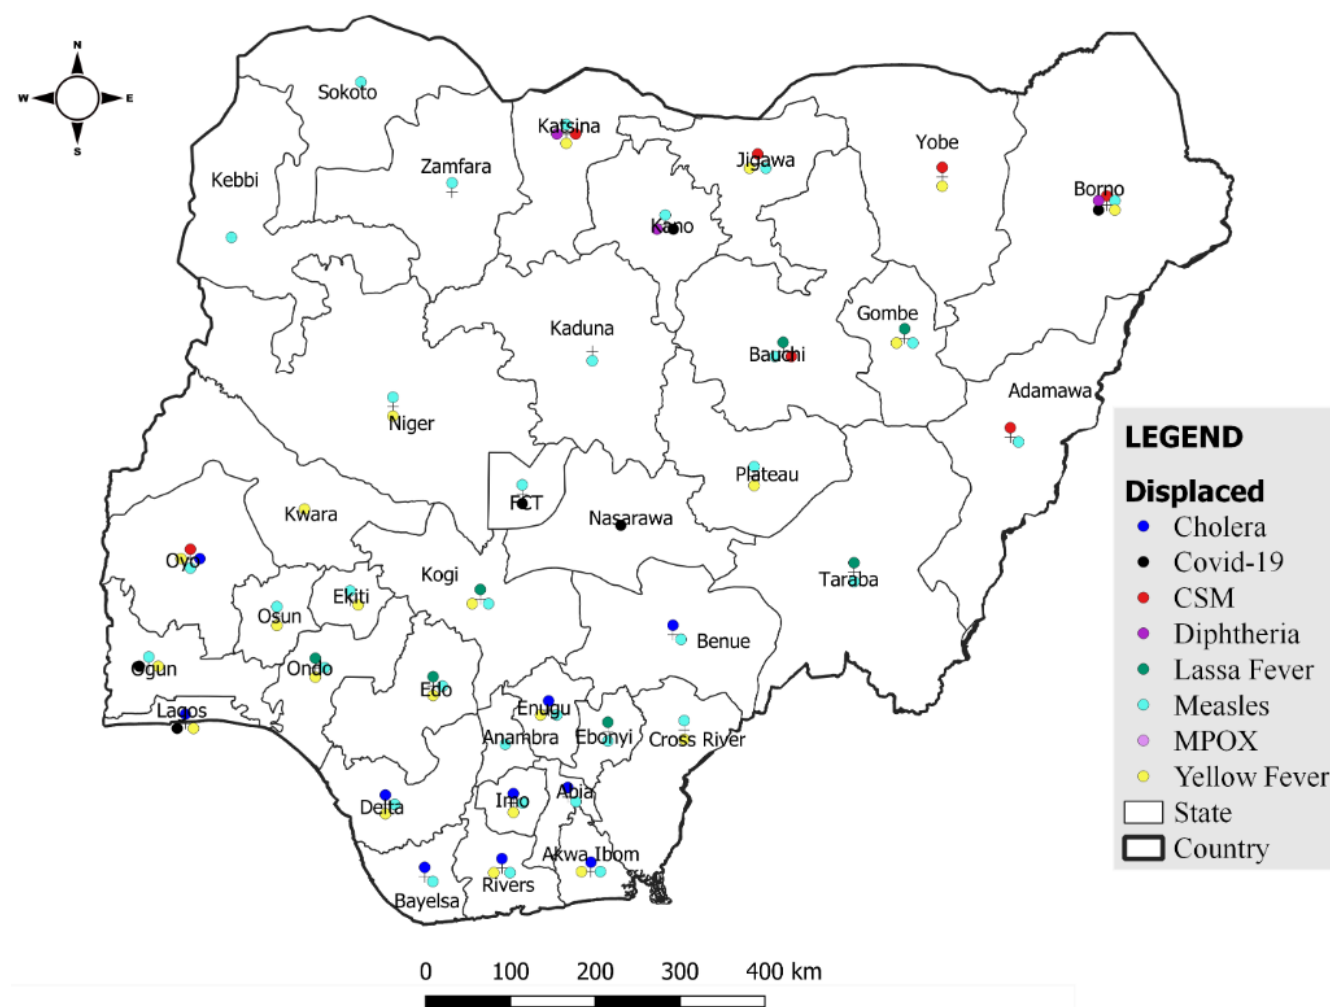 N
W
E
S
Sokoto
Katsina
Kebbi
Zamfara
Jigawa
Yobe
Borno
Kano
Kaduna
Gombe
Bauchi
Adamawa
Niger
Plateau
FCT
Nasarawa
Kwara
Oyo
Kogi
Taraba
Ekiti
Osun
Benue
Ogun
Ondo
Edo
Lagos
Enugu
Anambra
Ebonyi
Cross River
Delta
Imo
Abia
Akwa Ibom
Rivers
Bayelsa
LEGEND
Displaced
Cholera
Covid-19
CSM
Diphtheria
Lassa Fever
Measles
MPOX
Yellow Fever
State
Country
0 100 200 300 400 km